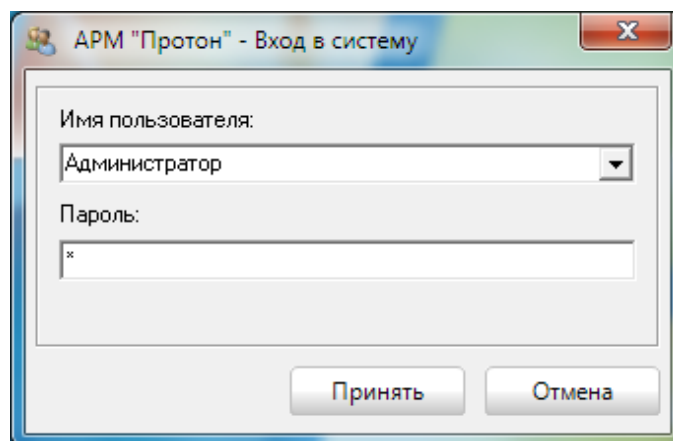 АРМ "Протон" - Вход в систему
Имя пользователя:
Администратор
Пароль:
*
Принять Отмена